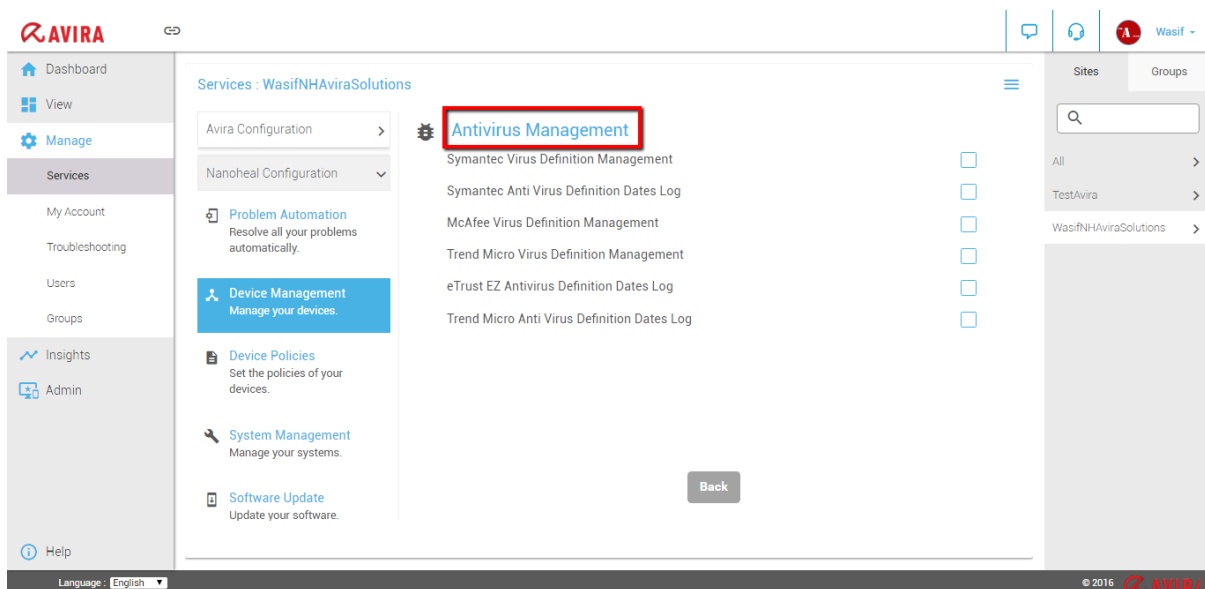 AVIRA
Wasif
Dashboard
View
Manage
Services
My Account
Troubleshooting
Users
Groups
Insights
Admin
Help
Services : WasifNHAviraSolutions
Avira Configuration
Nanoheal Configuration
Problem Automation
Resolve all your problems
automatically.
Device Management
Manage your devices.
Device Policies
Set the policies of your
devices.
System Management
Manage your systems.
Software Update
Update your software.
Antivirus Management
Symantec Virus Definition Management
Symantec Anti Virus Definition Dates Log
McAfee Virus Definition Management
Trend Micro Virus Definition Management
eTrust EZ Antivirus Definition Dates Log
Trend Micro Anti Virus Definition Dates Log
Back
Sites Groups
All
TestAvira
WasifNHAviraSolutions
Language : English
© 2016 AVIRA